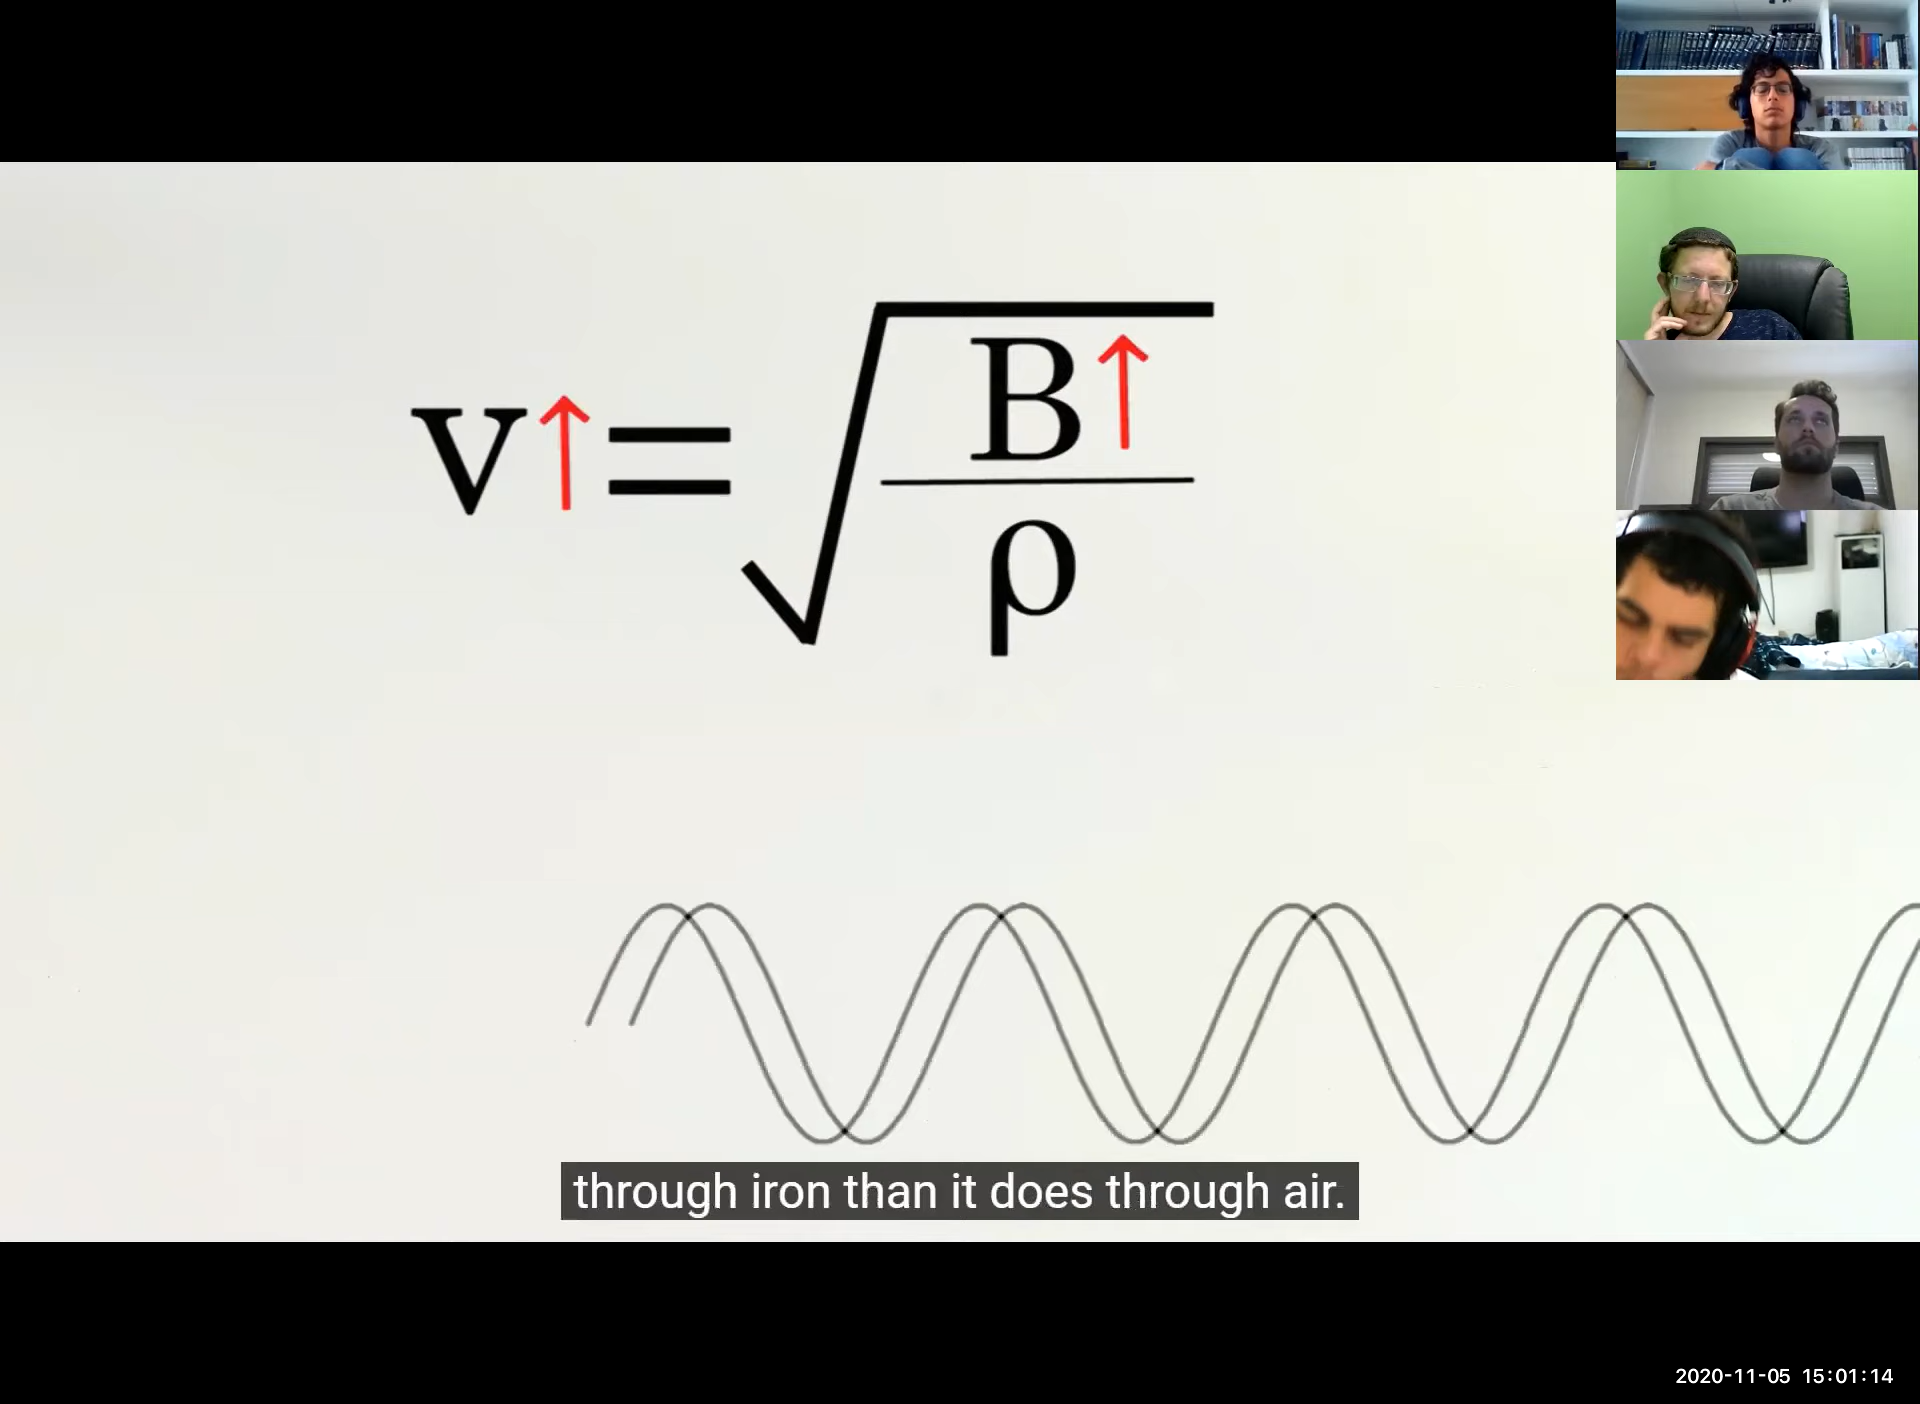 v↑=√(B↑/ρ)
through iron than it does through air.
2020-11-05 15:01:14